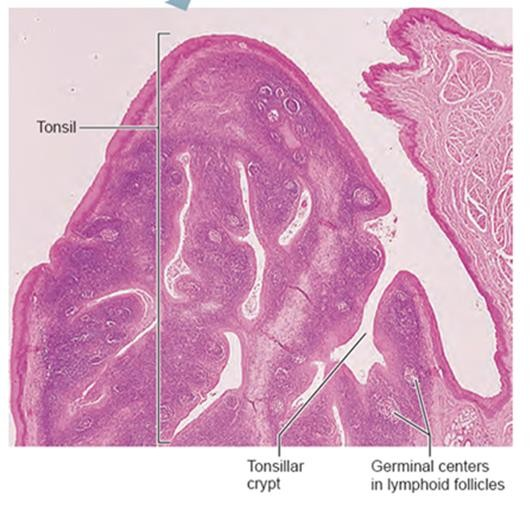 Tonsil
Tonsillar
crypt
Germinal centers
in lymphoid follicles